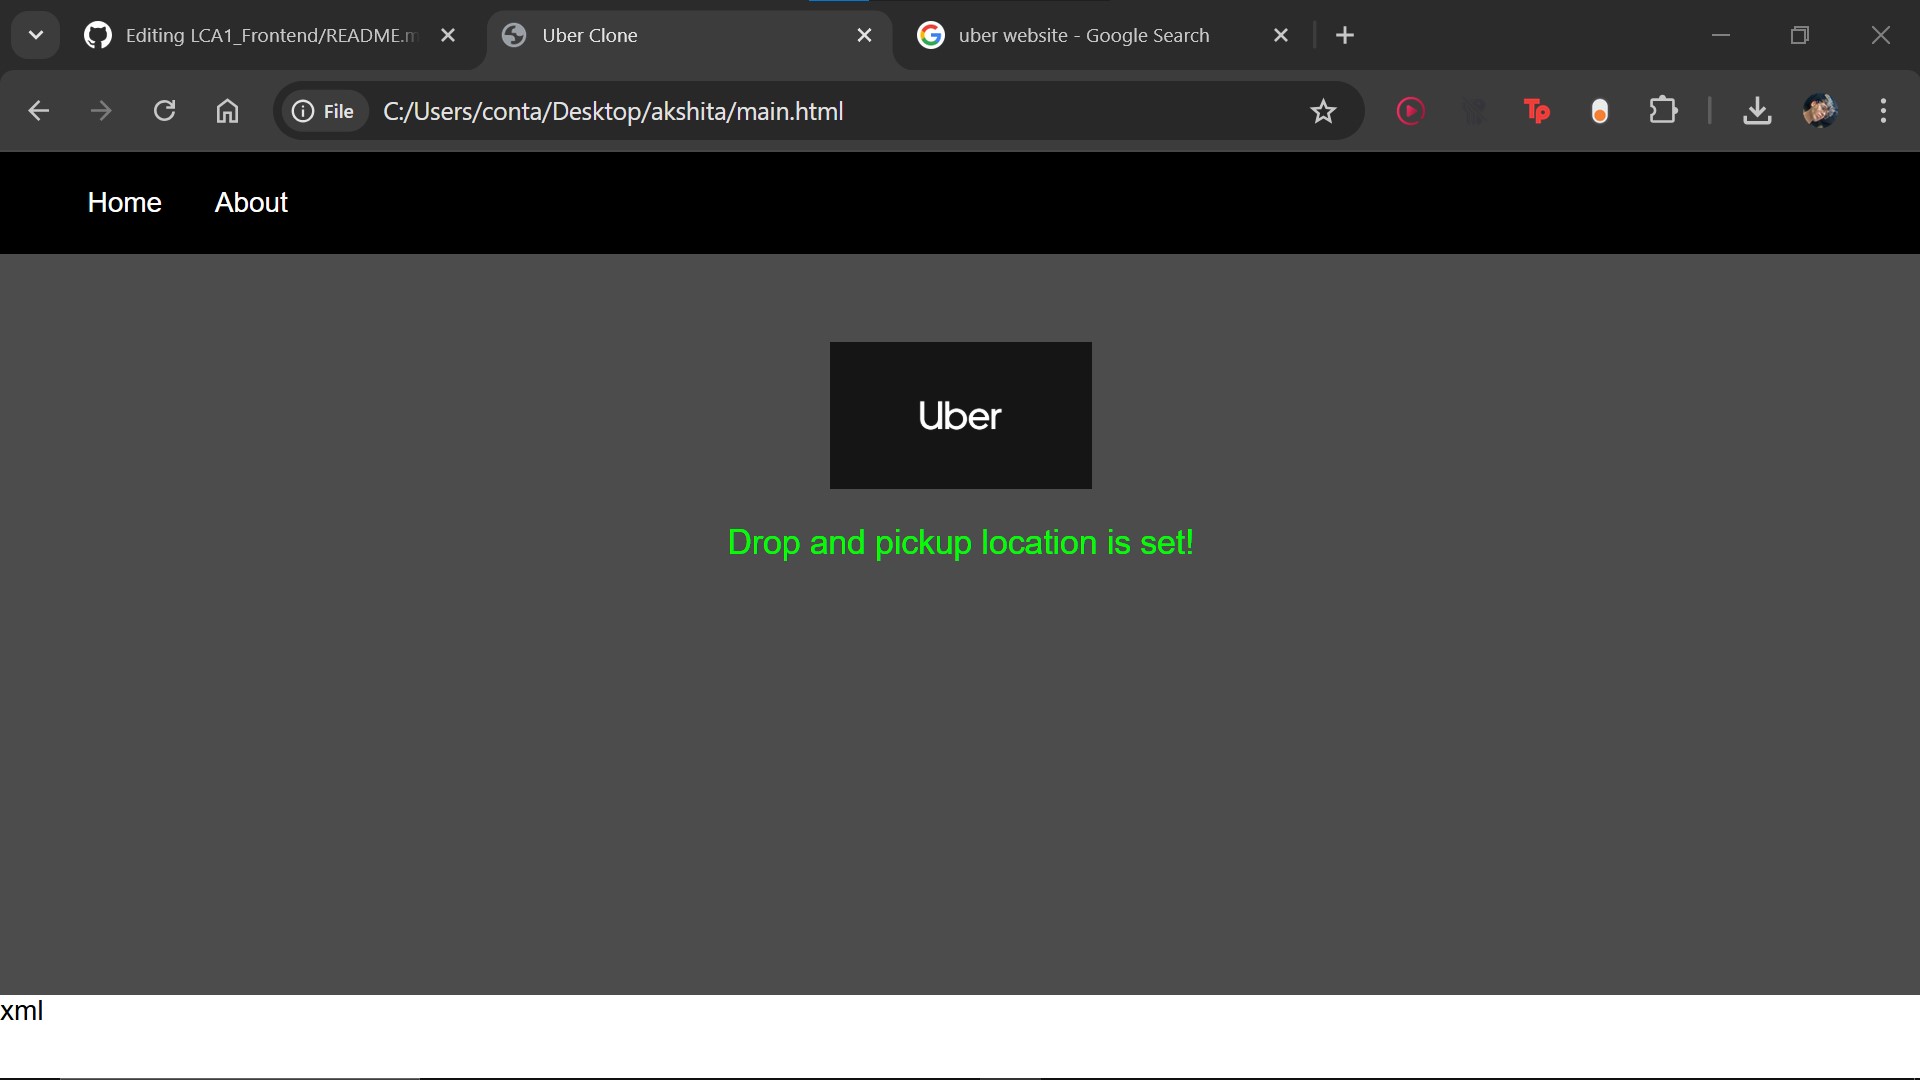 Editing LCA1_Frontend/README.m
Uber Clone
uber website - Google Search
File
C:/Users/conta/Desktop/akshita/main.html
Tp
Home
About
Uber
Drop and pickup location is set!
xml